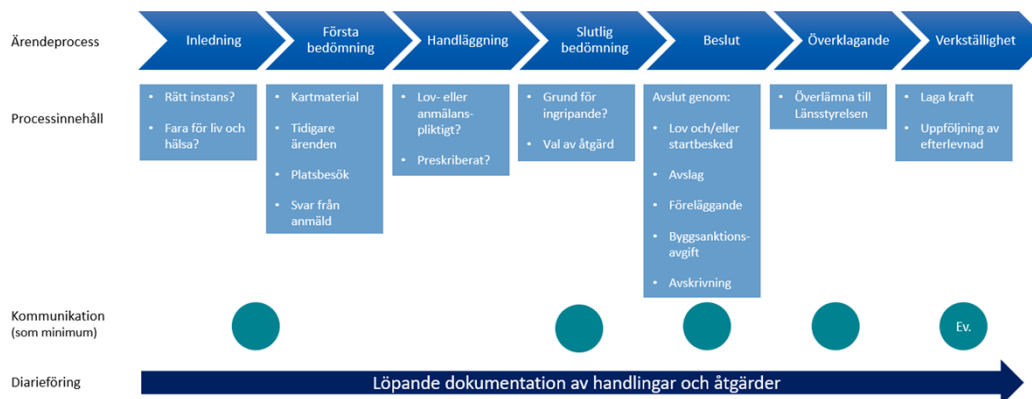 Ärendeprocess
Inledning
Första
bedömning
Handläggning
Slutlig
bedömning
Beslut
Överklagande
Verkställighet
Processinnehåll
• Rätt instans?
• Fara för liv och
hälsa?
• Kartmaterial
• Tidigare
ärenden
• Platsbesök
• Svar från
anmäld
• Lov- eller
anmälans-
pliktigt?
• Preskriberat?
• Grund för
ingripande?
• Val av åtgärd
Avslut genom:
• Lov och/eller
startbesked
• Avslag
• Föreläggande
• Byggsanktions-
avgift
• Avskrivning
• Överlämna till
Länsstyrelsen
• Laga kraft
• Uppföljning av
efterlevnad
Kommunikation
(som minimum)
Ev.
Diarieföring
Löpande dokumentation av handlingar och åtgärder